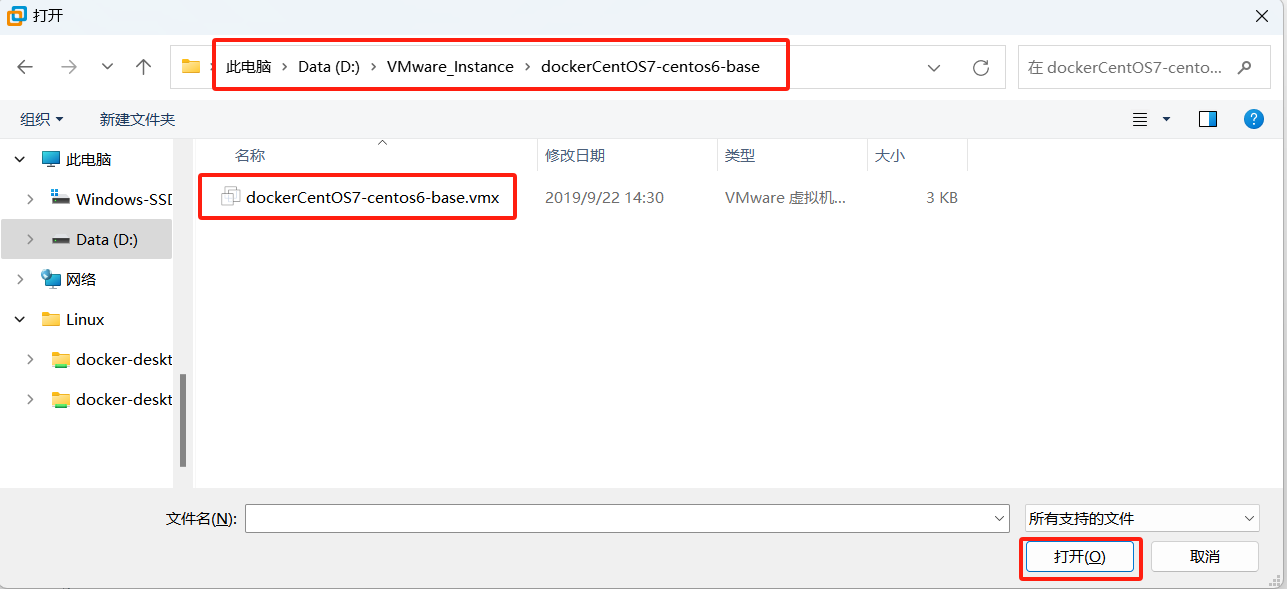 打开
此电脑 › Data (D:) › VMware_Instance › dockerCentOS7-centos6-base
在 dockerCentOS7-cento...
组织
新建文件夹
此电脑
Windows-SSD
Data (D:)
网络
Linux
docker-deskt
docker-deskt
名称 修改日期 类型 大小
dockerCentOS7-centos6-base.vmx 2019/9/22 14:30 VMware 虚拟机... 3 KB
文件名(N):
所有支持的文件
打开(O)
取消